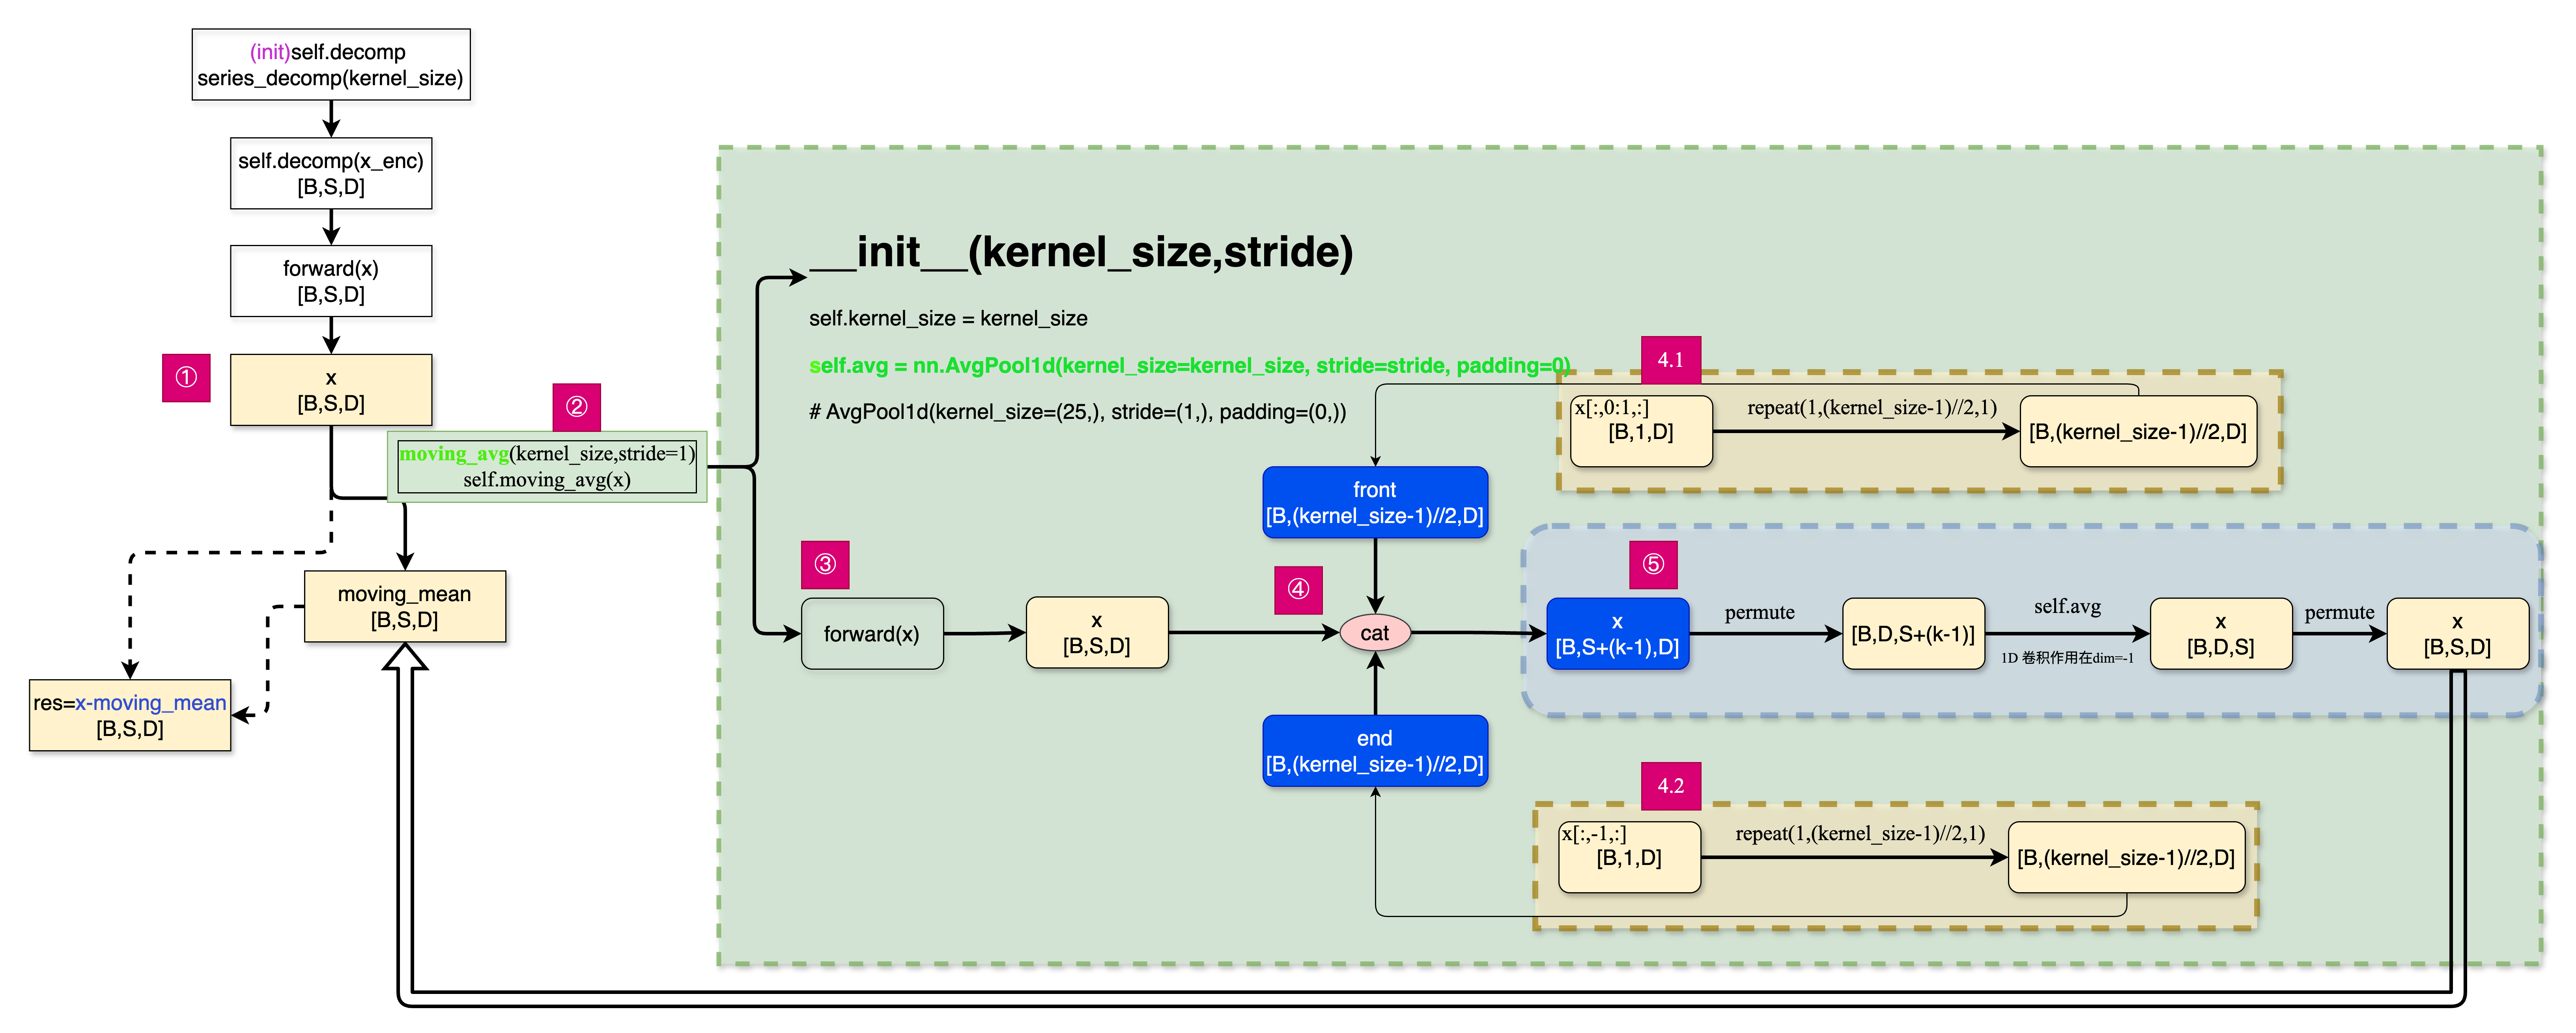 (init)self.decomp
series_decomp(kernel_size)
self.decomp(x_enc)
[B,S,D]
forward(x)
[B,S,D]
①
x
[B,S,D]
②
moving_avg(kernel_size,stride=1)
self.moving_avg(x)
moving_mean
[B,S,D]
res=x-moving_mean
[B,S,D]
__init__(kernel_size,stride)
self.kernel_size = kernel_size
self.avg = nn.AvgPool1d(kernel_size=kernel_size, stride=stride, padding=0)
# AvgPool1d(kernel_size=(25,), stride=(1,), padding=(0,))
③
forward(x)
x
[B,S,D]
④
cat
front
[B,(kernel_size-1)//2,D]
end
[B,(kernel_size-1)//2,D]
4.1
x[:,0:1,:]
[B,1,D]
repeat(1,(kernel_size-1)//2,1)
[B,(kernel_size-1)//2,D]
4.2
x[:,-1,:]
[B,1,D]
repeat(1,(kernel_size-1)//2,1)
[B,(kernel_size-1)//2,D]
⑤
x
[B,S+(k-1),D]
permute
[B,D,S+(k-1)]
self.avg
1D 卷积作用在dim=-1
x
[B,D,S]
permute
x
[B,S,D]